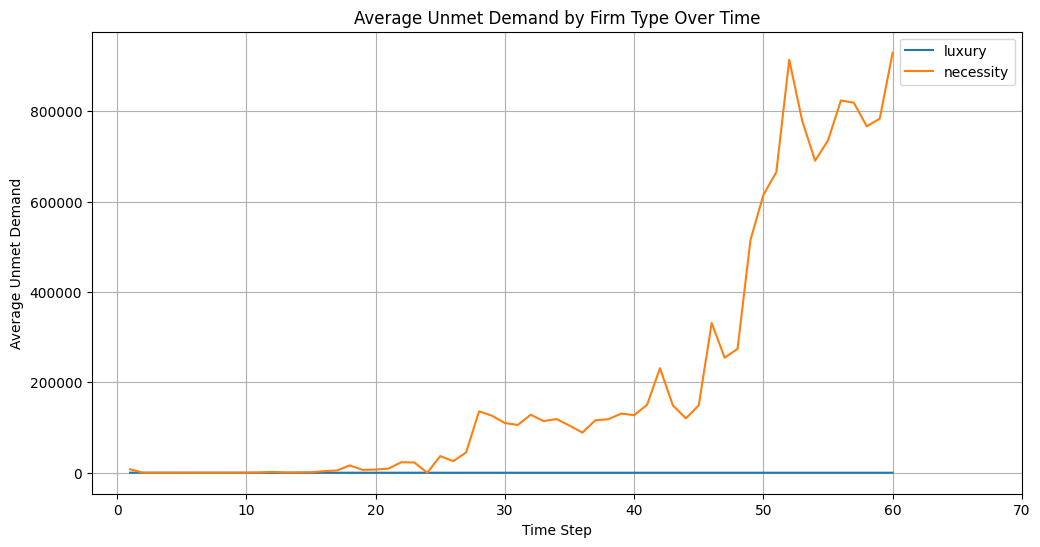 Average Unmet Demand by Firm Type Over Time
luxury
necessity
Average Unmet Demand
800000
600000
400000
200000
0
0 10 20 30 40 50 60 70
Time Step